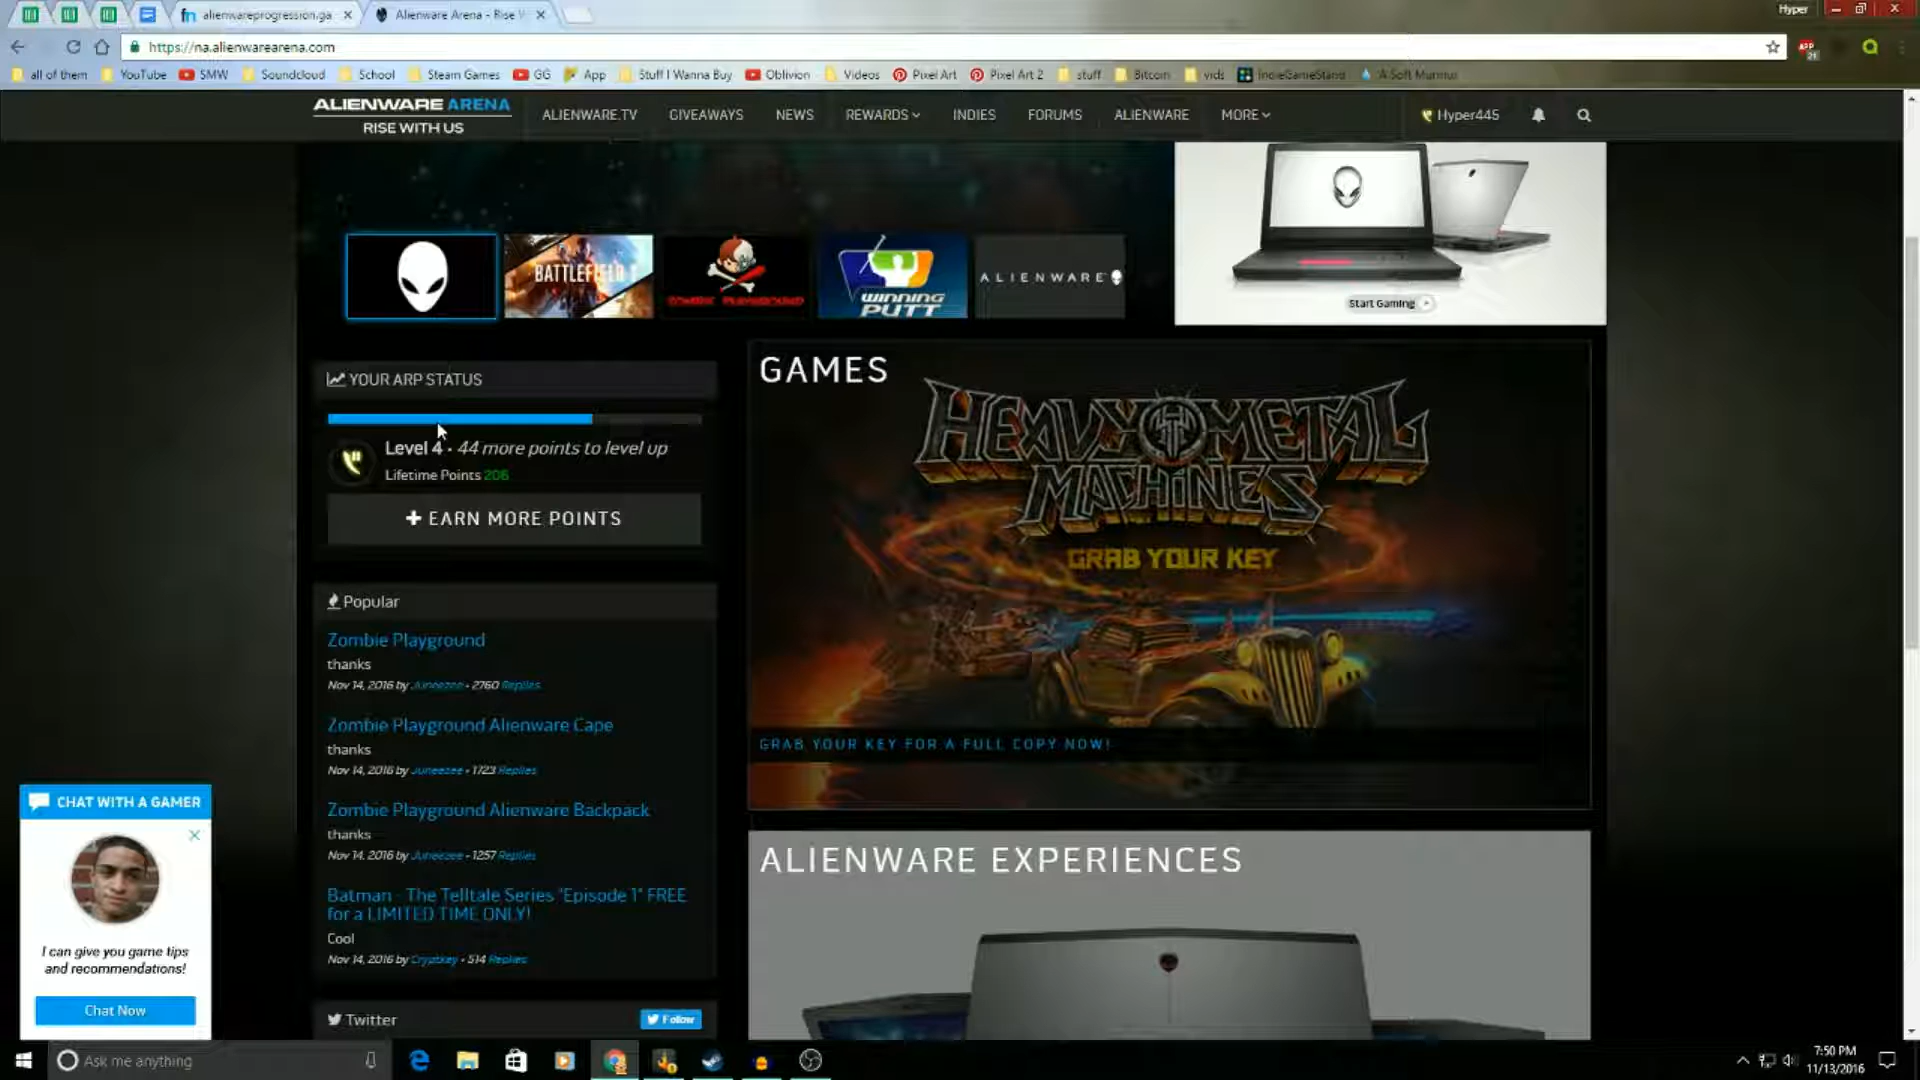 alienwareprogression.ga
Alienware Arena - Rise
Hyper
https://na.alienwarearena.com
all of them
YouTube
SMW
Soundcloud
School
Steam Games
GG
App
Stuff I Wanna Buy
Oblivion
Videos
Pixel Art
Pixel Art 2
stuff
Bitcoin
vids
IndieGameStand
A Soft Murmur
ALIENWARE ARENA
RISE WITH US
ALIENWARE.TV
GIVEAWAYS
NEWS
REWARDS
INDIES
FORUMS
ALIENWARE
MORE
Hyper445
BATTLEFIELD 1
ZOMBIE PLAYGROUND
WINNING
PUTT
ALIENWARE
Start Gaming
YOUR ARP STATUS
Level 4 - 44 more points to level up
Lifetime Points 206
+ EARN MORE POINTS
Popular
Zombie Playground
thanks
Nov 14, 2016 by Juneezee - 2760 Replies
Zombie Playground Alienware Cape
thanks
Nov 14, 2016 by Juneezee - 1723 Replies
Zombie Playground Alienware Backpack
thanks
Nov 14, 2016 by Juneezee - 1257 Replies
Batman - The Telltale Series "Episode 1" FREE
for a LIMITED TIME ONLY!
Cool
Nov 14, 2016 by Cryptkey - 514 Replies
Twitter
Follow
GAMES
HEAVY METAL
MACHINES
GRAB YOUR KEY
GRAB YOUR KEY FOR A FULL COPY NOW!
ALIENWARE EXPERIENCES
CHAT WITH A GAMER
I can give you game tips
and recommendations!
Chat Now
Ask me anything
7:50 PM
11/13/2016